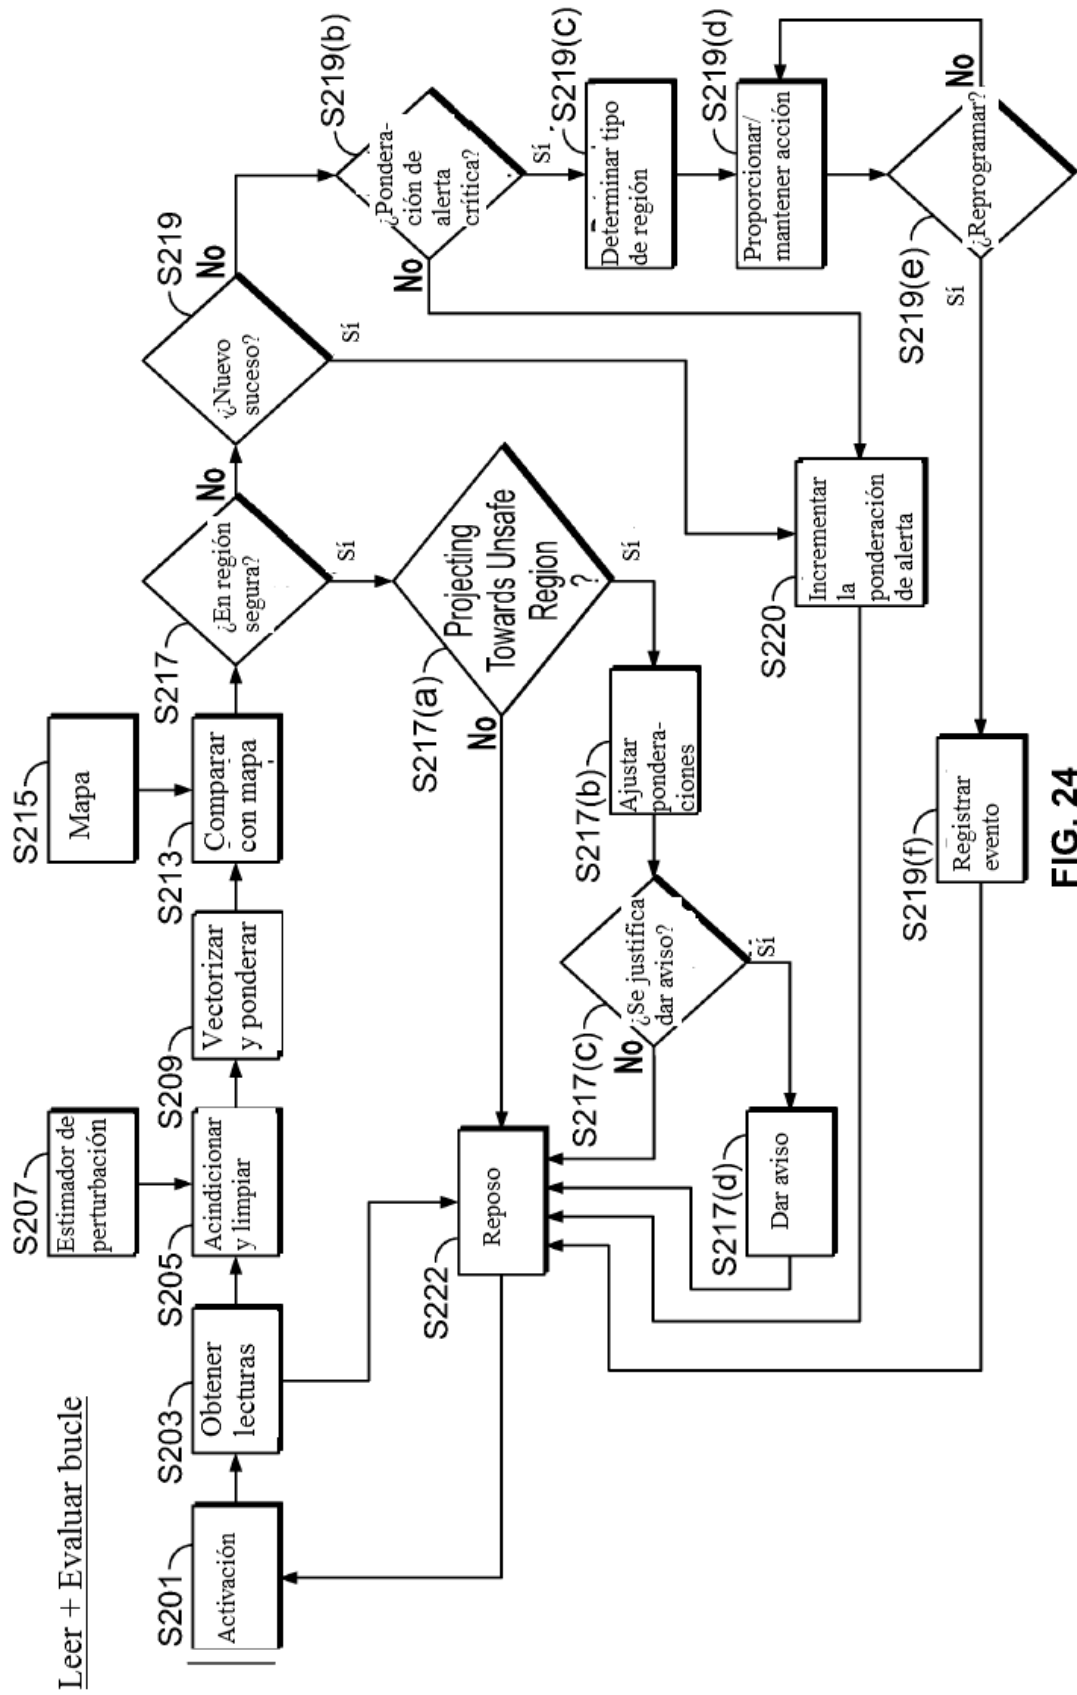 Leer + Evaluar bucle
S201
Activación
S203
Obtener
lecturas
S207
Estimador de
perturbación
S205
Acindicionar
y limpiar
S209
Vectorizar
y ponderar
S215
Mapa
S213
Comparar
con mapa
S217
¿En región
segura?
No
Sí
S219
¿Nuevo
suceso?
No
Sí
S219(b)
¿Pondera-
ción de
alerta
crítica?
No
Sí
S219(c)
Determinar tipo
de región
S219(d)
Proporcionar/
mantener acción
S219(e)
¿Reprogramar?
No
Sí
S217(a)
Projecting
Towards Unsafe
Region
?
No
Sí
S217(b)
Ajustar
pondera-
ciones
S217(c)
¿Se justifica
dar aviso?
No
Sí
S217(d)
Dar aviso
S220
Incrementar
la
ponderación
de alerta
S219(f)
Registrar
evento
S222
Reposo
FIG. 24